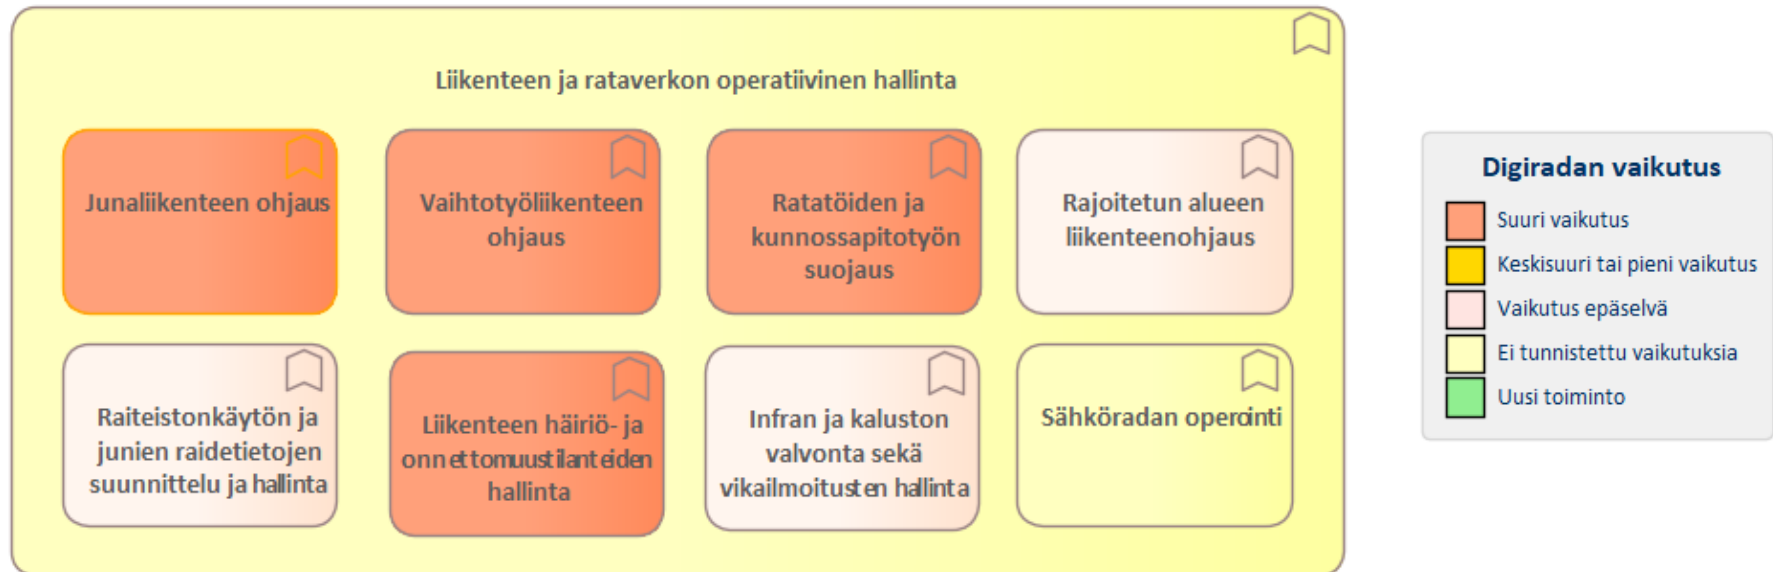 Liikenteen ja rataverkon operatiivinen hallinta
Junaliikenteen ohjaus
Vaihtotyöliikenteen
ohjaus
Ratatöiden ja
kunnossapitotyön
suojaus
Rajoitetun alueen
liikenteenohjaus
Raiteistonkäytön ja
junien raidetietojen
suunnittelu ja hallinta
Liikenteen häiriö- ja
onnettomuustilanteiden
hallinta
Infran ja kaluston
valvonta sekä
vikailmoitusten hallinta
Sähköradan operointi
Digiradan vaikutus
Suuri vaikutus
Keskisuuri tai pieni vaikutus
Vaikutus epäselvä
Ei tunnistettu vaikutuksia
Uusi toiminto